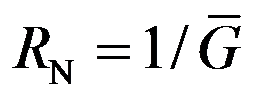 R_N = 1/G̅